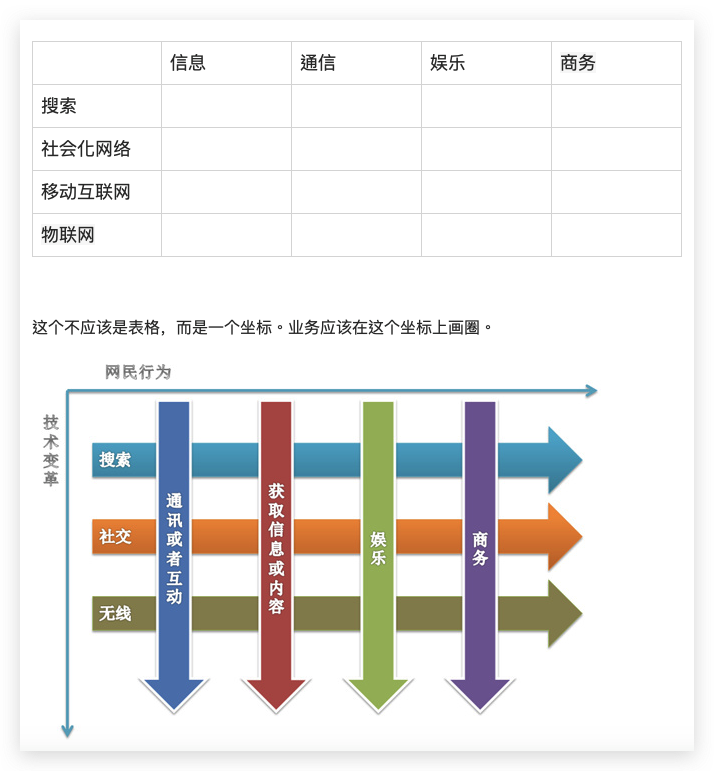 信息 通信 娱乐 商务
搜索
社会化网络
移动互联网
物联网
这个不应该是表格，而是一个坐标。业务应该在这个坐标上画圈。
网民行为
技术变革
搜索
社交
无线
通讯或者互动
获取信息或内容
娱乐
商务